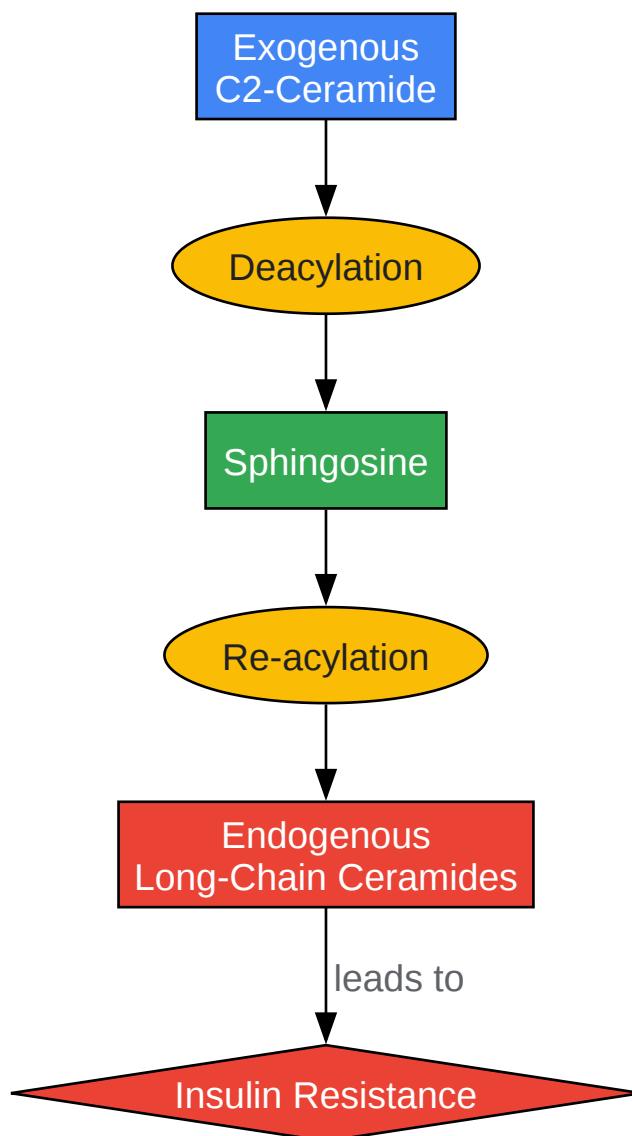 Exogenous
C2-Ceramide
Deacylation
Sphingosine
Re-acylation
Endogenous
Long-Chain Ceramides
leads to
Insulin Resistance